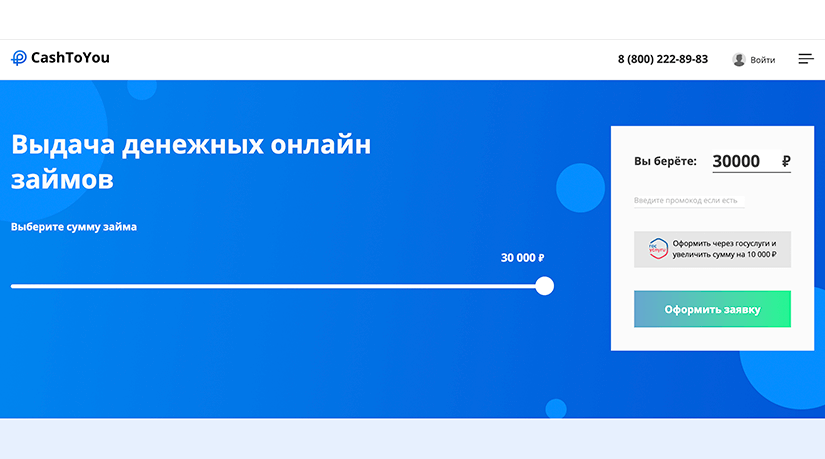 CashToYou
8 (800) 222-89-83
Войти
Выдача денежных онлайн
займов
Выберите сумму займа
30 000 ₽
Вы берёте: 30000 ₽
Введите промокод если есть
гос
услуги
Оформить через госуслуги и
увеличить сумму на 10 000 ₽
Оформить заявку